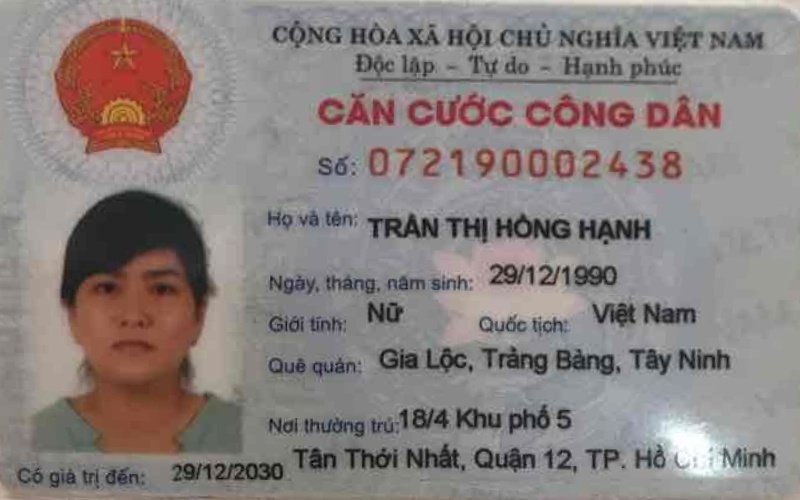 CỘNG HÒA XÃ HỘI CHỦ NGHĨA VIỆT NAM
Độc lập - Tự do - Hạnh phúc
CĂN CƯỚC CÔNG DÂN
Số: 072190002438
Họ và tên: TRẦN THỊ HỒNG HẠNH
Ngày, tháng, năm sinh: 29/12/1990
Giới tính: Nữ Quốc tịch: Việt Nam
Quê quán: Gia Lộc, Trảng Bàng, Tây Ninh
Nơi thường trú: 18/4 Khu phố 5
Tân Thới Nhất, Quận 12, TP. Hồ Chí Minh
Có giá trị đến: 29/12/2030